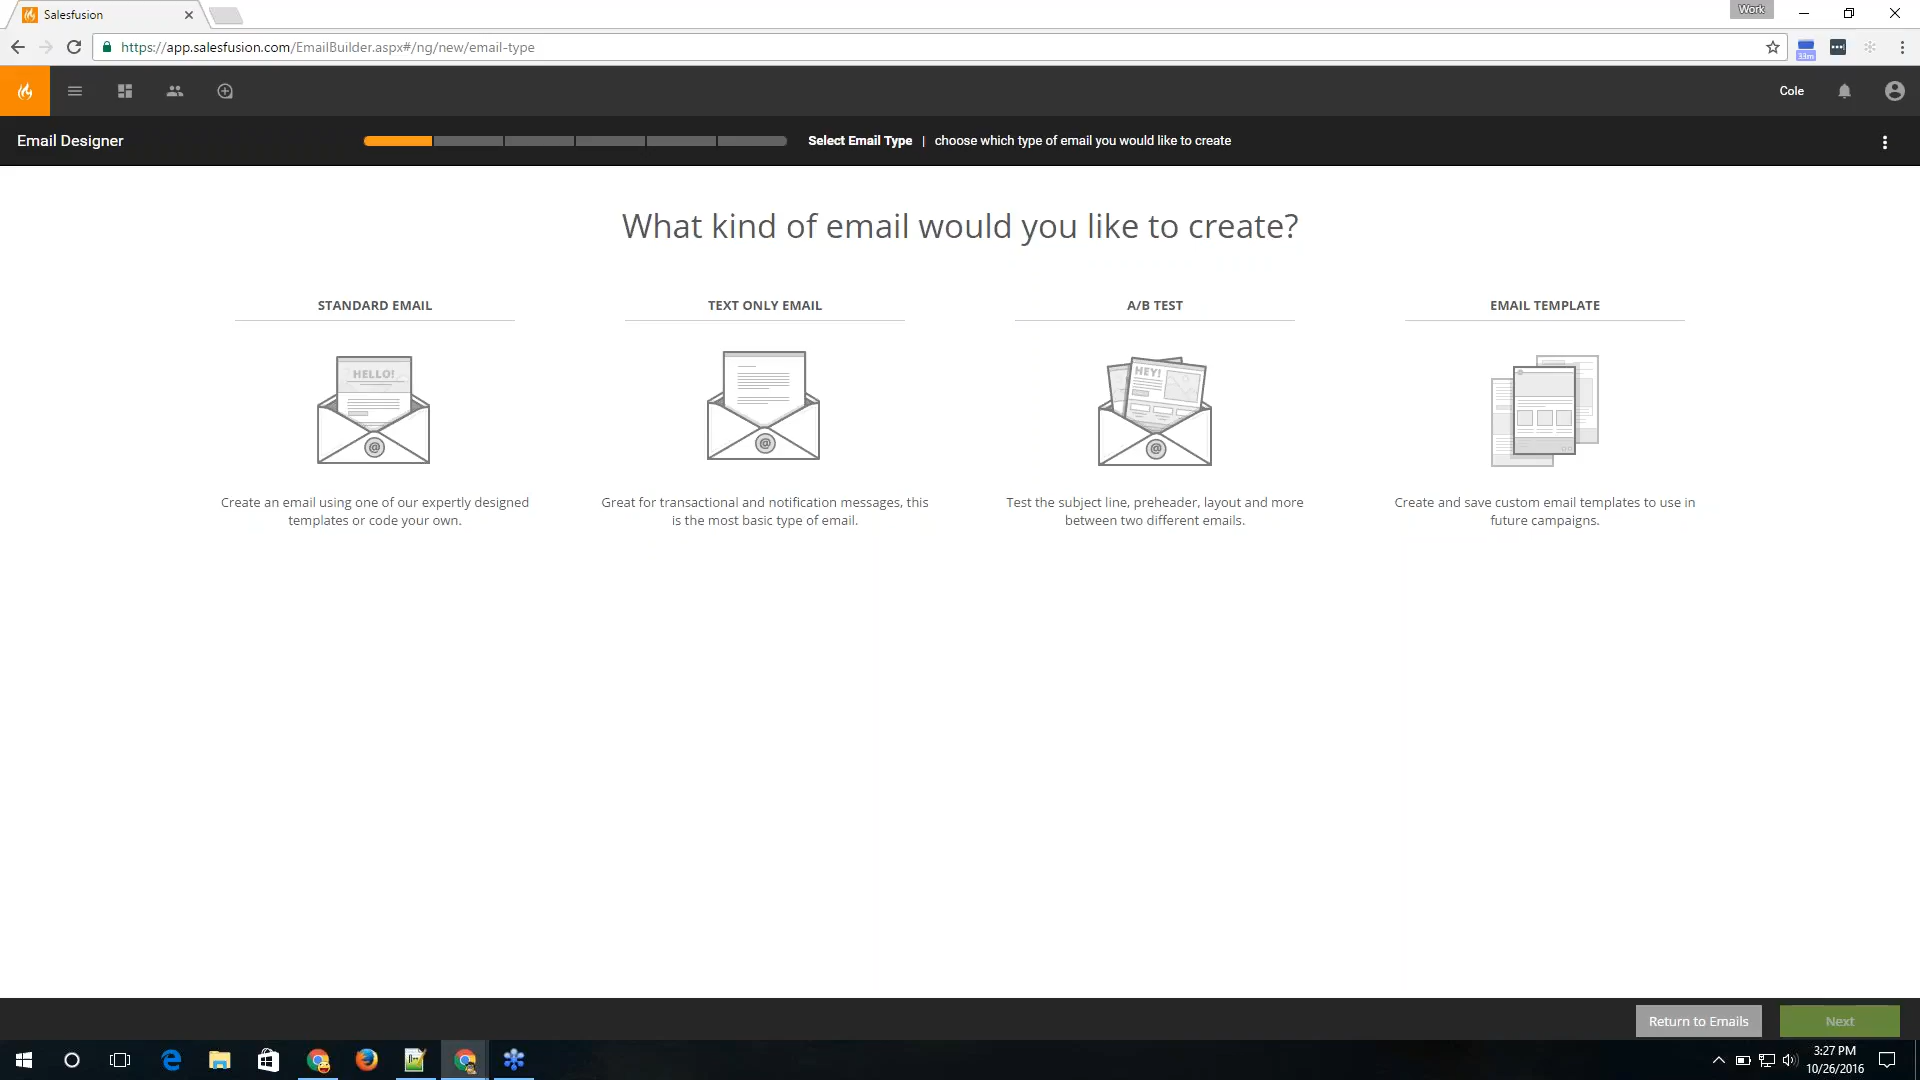 Salesfusion
Work
https://app.salesfusion.com/EmailBuilder.aspx#/ng/new/email-type
33m
Cole
Email Designer
Select Email Type | choose which type of email you would like to create
What kind of email would you like to create?
STANDARD EMAIL
HELLO!
@
Create an email using one of our expertly designed
templates or code your own.
TEXT ONLY EMAIL
@
Great for transactional and notification messages, this
is the most basic type of email.
A/B TEST
HEY!
@
Test the subject line, preheader, layout and more
between two different emails.
EMAIL TEMPLATE
Create and save custom email templates to use in
future campaigns.
Return to Emails
Next
3:27 PM
10/26/2016